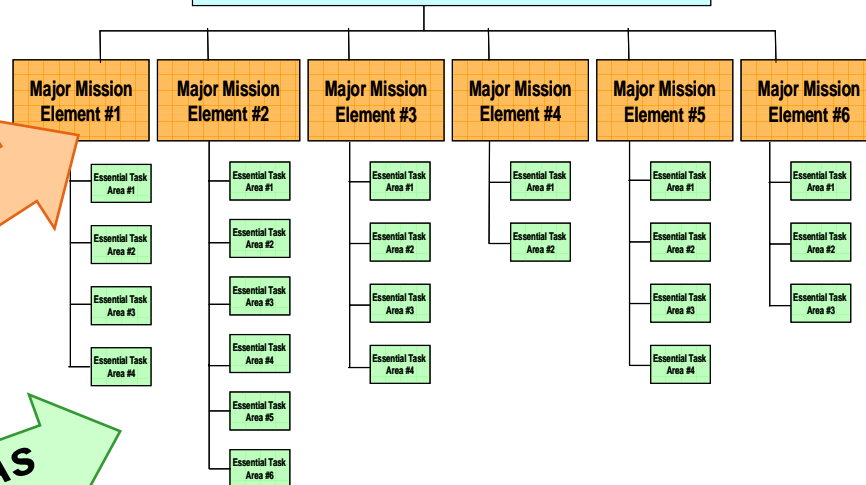 Major Mission
Element #1
Major Mission
Element #2
Major Mission
Element #3
Major Mission
Element #4
Major Mission
Element #5
Major Mission
Element #6
Essential Task
Area #1
Essential Task
Area #2
Essential Task
Area #3
Essential Task
Area #4
Essential Task
Area #1
Essential Task
Area #2
Essential Task
Area #3
Essential Task
Area #4
Essential Task
Area #5
Essential Task
Area #6
Essential Task
Area #1
Essential Task
Area #2
Essential Task
Area #3
Essential Task
Area #4
Essential Task
Area #1
Essential Task
Area #2
Essential Task
Area #1
Essential Task
Area #2
Essential Task
Area #3
Essential Task
Area #4
Essential Task
Area #1
Essential Task
Area #2
Essential Task
Area #3